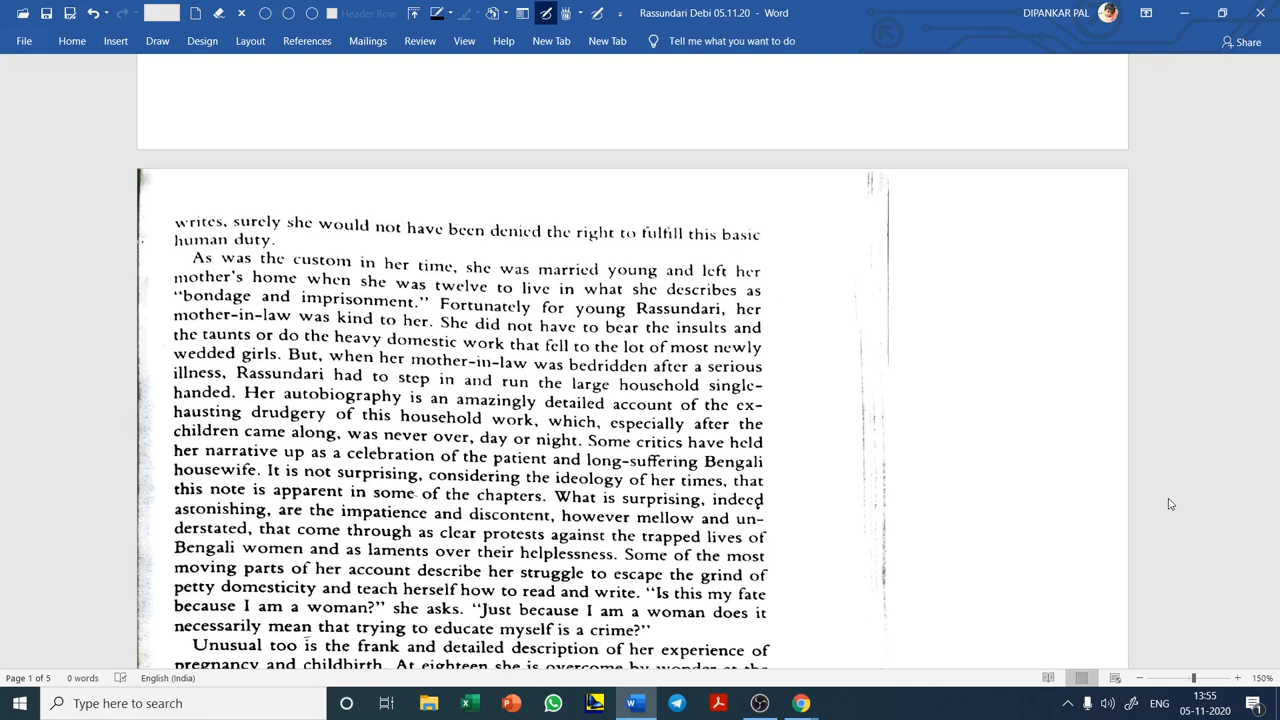 Rassundari Debi 05.11.20 - Word
DIPANKAR PAL
File Home Insert Draw Design Layout References Mailings Review View Help New Tab New Tab Tell me what you want to do
Share
writes, surely she would not have been denied the right to fulfill this basic
human duty.
As was the custom in her time, she was married young and left her
mother's home when she was twelve to live in what she describes as
"bondage and imprisonment." Fortunately for young Rassundari, her
mother-in-law was kind to her. She did not have to bear the insults and
the taunts or do the heavy domestic work that fell to the lot of most newly
wedded girls. But, when her mother-in-law was bedridden after a serious
illness, Rassundari had to step in and run the large household single-
handed. Her autobiography is an amazingly detailed account of the ex-
hausting drudgery of this household work, which, especially after the
children came along, was never over, day or night. Some critics have held
her narrative up as a celebration of the patient and long-suffering Bengali
housewife. It is not surprising, considering the ideology of her times, that
this note is apparent in some of the chapters. What is surprising, indeed
astonishing, are the impatience and discontent, however mellow and un-
derstated, that come through as clear protests against the trapped lives of
Bengali women and as laments over their helplessness. Some of the most
moving parts of her account describe her struggle to escape the grind of
petty domesticity and teach herself how to read and write. "Is this my fate
because I am a woman?" she asks. "Just because I am a woman does it
necessarily mean that trying to educate myself is a crime?"
Unusual too is the frank and detailed description of her experience of
pregnancy and childbirth. At eighteen she is overcome by wonder at the
Page 1 of 5 0 words English (India)
150%
Type here to search
ENG
13:55
05-11-2020